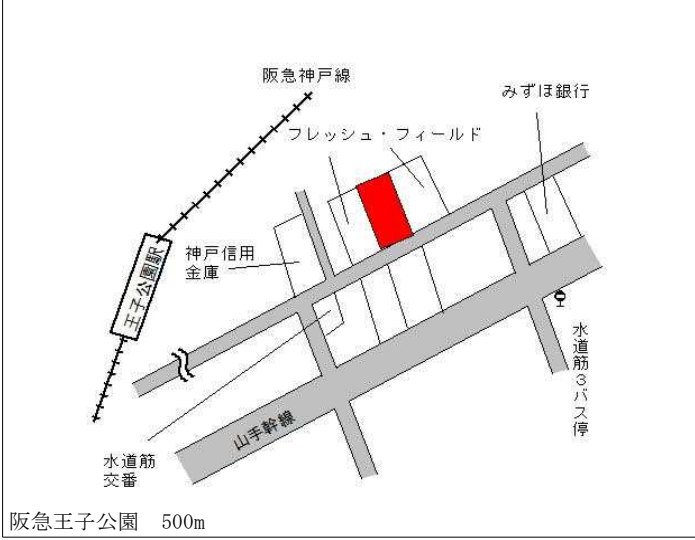 阪急神戸線
みずほ銀行
フレッシュ・フィールド
神戸信用
金庫
王子公園駅
水道筋3バス停
山手幹線
水道筋
交番
阪急王子公園　500m